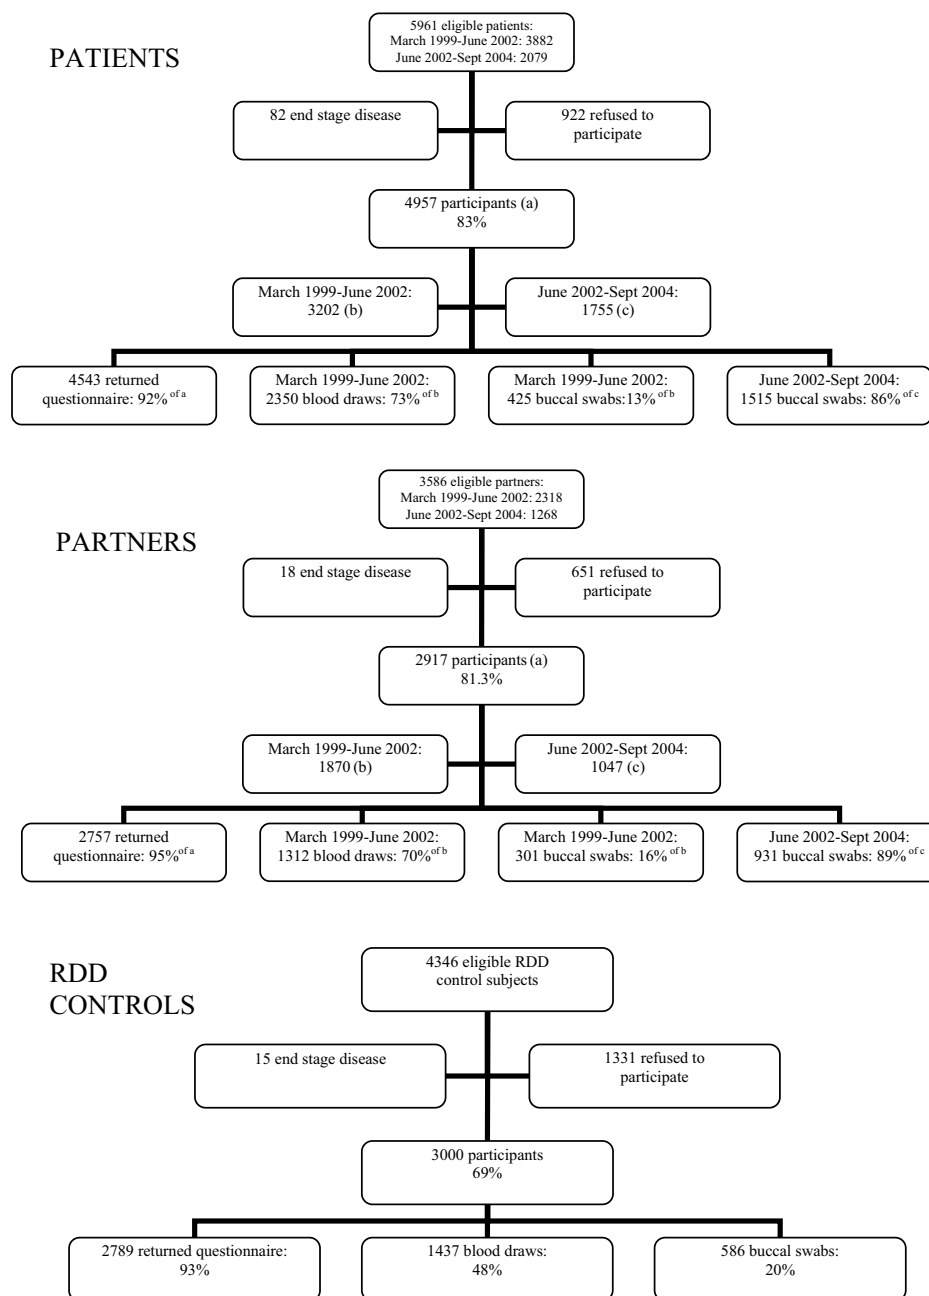 PATIENTS
5961 eligible patients:
March 1999-June 2002: 3882
June 2002-Sept 2004: 2079
82 end stage disease
922 refused to
participate
4957 participants (a)
83%
March 1999-June 2002:
3202 (b)
June 2002-Sept 2004:
1755 (c)
4543 returned
questionnaire: 92% of a
March 1999-June 2002:
2350 blood draws: 73% of b
March 1999-June 2002:
425 buccal swabs:13% of b
June 2002-Sept 2004:
1515 buccal swabs: 86% of c
PARTNERS
3586 eligible partners:
March 1999-June 2002: 2318
June 2002-Sept 2004: 1268
18 end stage disease
651 refused to
participate
2917 participants (a)
81.3%
March 1999-June 2002:
1870 (b)
June 2002-Sept 2004:
1047 (c)
2757 returned
questionnaire: 95%of a
March 1999-June 2002:
1312 blood draws: 70%of b
March 1999-June 2002:
301 buccal swabs: 16%of b
June 2002-Sept 2004:
931 buccal swabs: 89%of c
RDD
CONTROLS
4346 eligible RDD
control subjects
15 end stage disease
1331 refused to
participate
3000 participants
69%
2789 returned questionnaire:
93%
1437 blood draws:
48%
586 buccal swabs:
20%